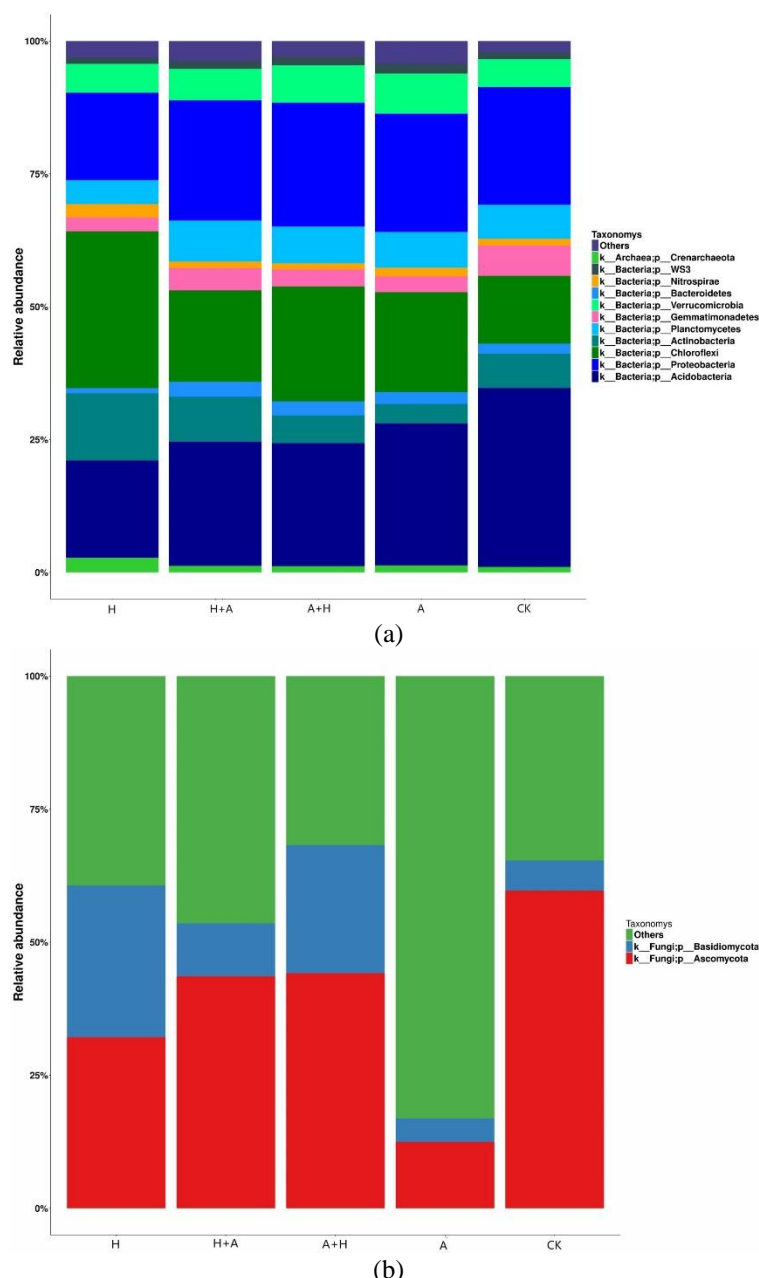 100%
75%
50%
25%
0%
Relative abundance
H
H+A
A+H
A
CK
Taxonomys
Others
k__Archaea;p__Crenarchaeota
k__Bacteria;p__WS3
k__Bacteria;p__Nitrospirae
k__Bacteria;p__Bacteroidetes
k__Bacteria;p__Verrucomicrobia
k__Bacteria;p__Gemmatimonadetes
k__Bacteria;p__Planctomycetes
k__Bacteria;p__Actinobacteria
k__Bacteria;p__Chloroflexi
k__Bacteria;p__Proteobacteria
k__Bacteria;p__Acidobacteria
(a)
100%
75%
50%
25%
0%
Relative abundance
H
H+A
A+H
A
CK
Taxonomys
Others
k__Fungi;p__Basidiomycota
k__Fungi;p__Ascomycota
(b)